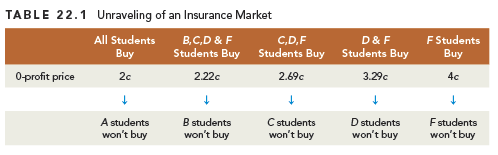 TABLE 22.1 Unraveling of an Insurance Market
All Students Buy
B,C,D & F Students Buy
C,D,F Students Buy
D & F Students Buy
F Students Buy
0-profit price 2c 2.22c 2.69c 3.29c 4c
↓ ↓ ↓ ↓ ↓
A students won't buy
B students won't buy
C students won't buy
D students won't buy
F students won't buy